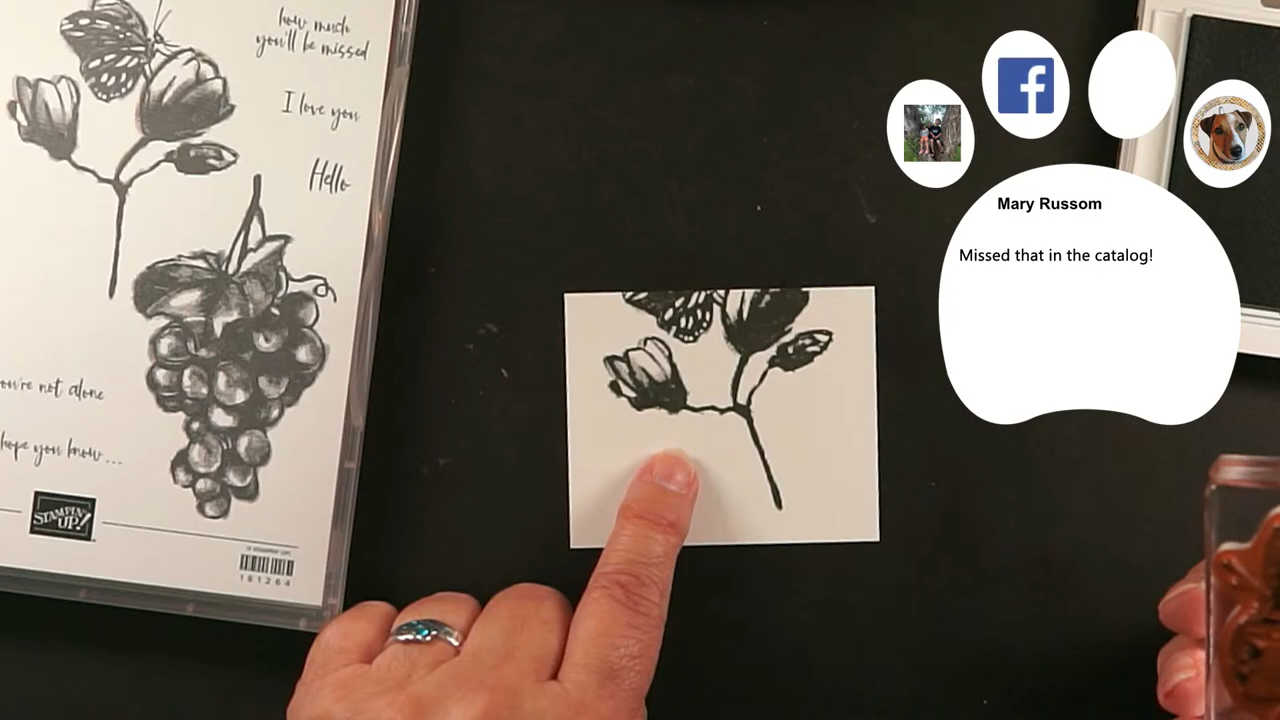 how much
you'll be missed
I love you
Hello
you're not alone
hope you know...
STAMPIN' UP!
161264
Mary Russom
Missed that in the catalog!